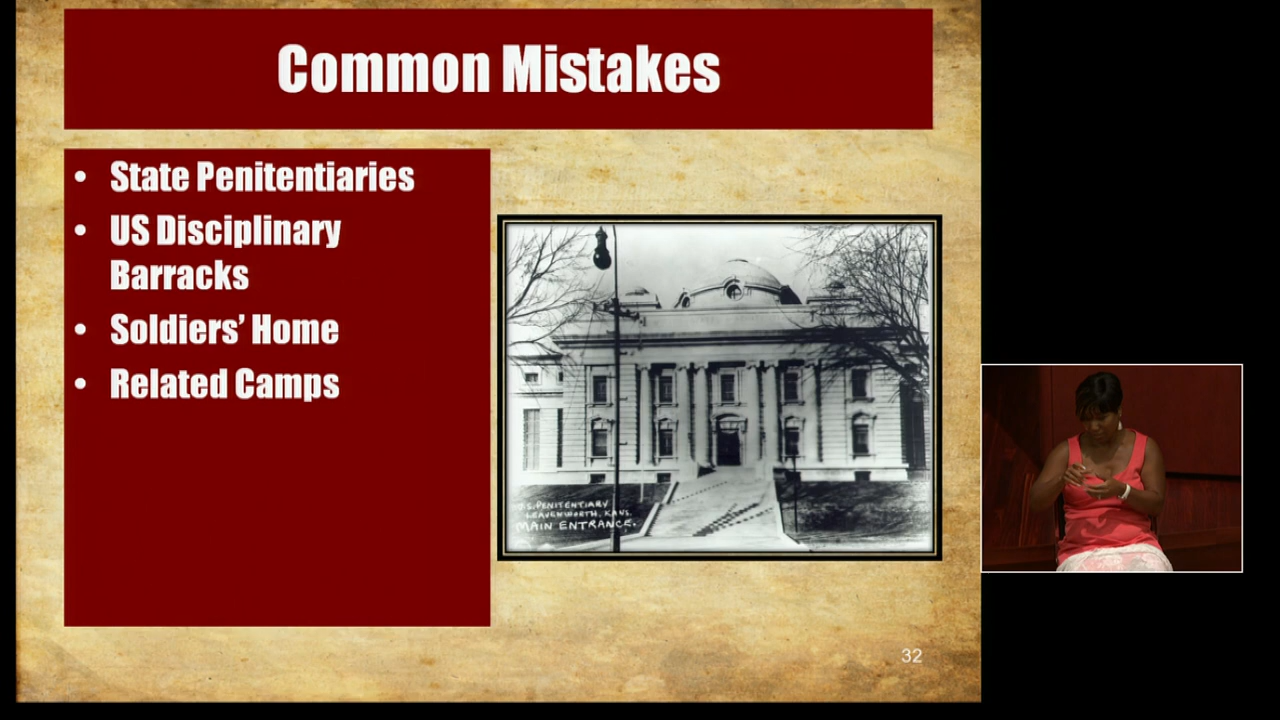 Common Mistakes
• State Penitentiaries
• US Disciplinary
Barracks
• Soldiers’ Home
• Related Camps
U.S. PENITENTIARY
LEAVENWORTH, KANS.
MAIN ENTRANCE.
32